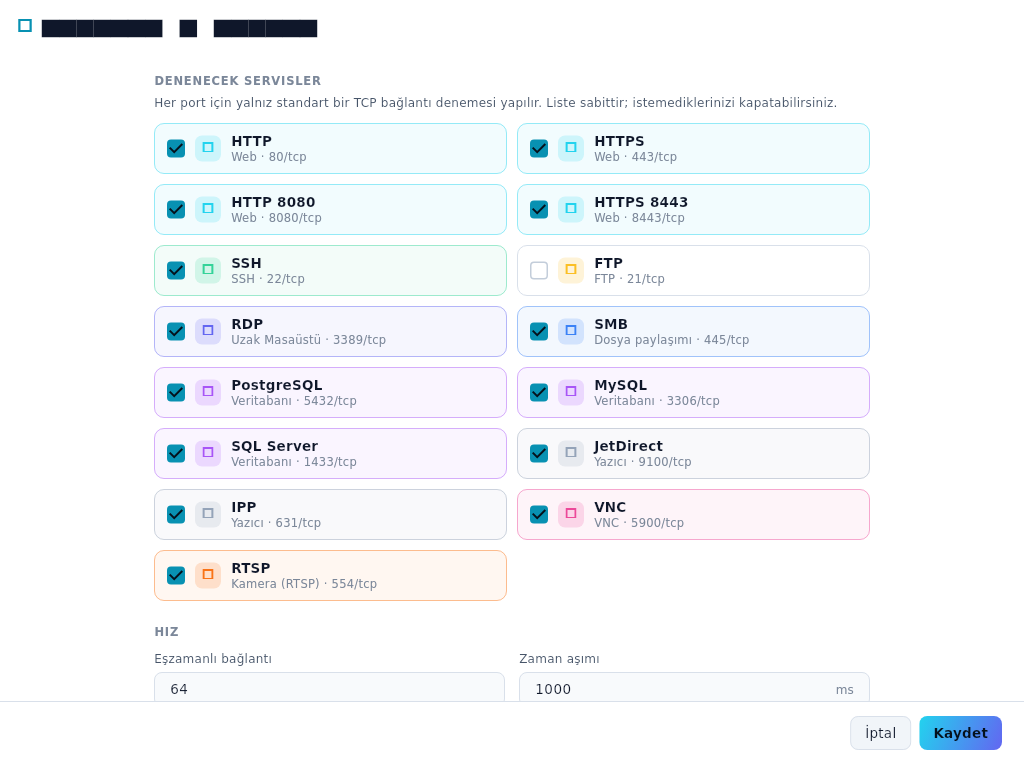 DENENECEK SERVISLER
Her port için yalnız standart bir TCP bağlantı denemesi yapılır. Liste sabittir; istemediklerinizi kapatabilirsiniz.
HTTP
Web · 80/tcp
HTTPS
Web · 443/tcp
HTTP 8080
Web · 8080/tcp
HTTPS 8443
Web · 8443/tcp
SSH
SSH · 22/tcp
FTP
FTP · 21/tcp
RDP
Uzak Masaüstü · 3389/tcp
SMB
Dosya paylaşımı · 445/tcp
PostgreSQL
Veritabanı · 5432/tcp
MySQL
Veritabanı · 3306/tcp
SQL Server
Veritabanı · 1433/tcp
JetDirect
Yazıcı · 9100/tcp
IPP
Yazıcı · 631/tcp
VNC
VNC · 5900/tcp
RTSP
Kamera (RTSP) · 554/tcp
HIZ
Eşzamanlı bağlantı
Zaman aşımı
64
1000 ms
İptal
Kaydet